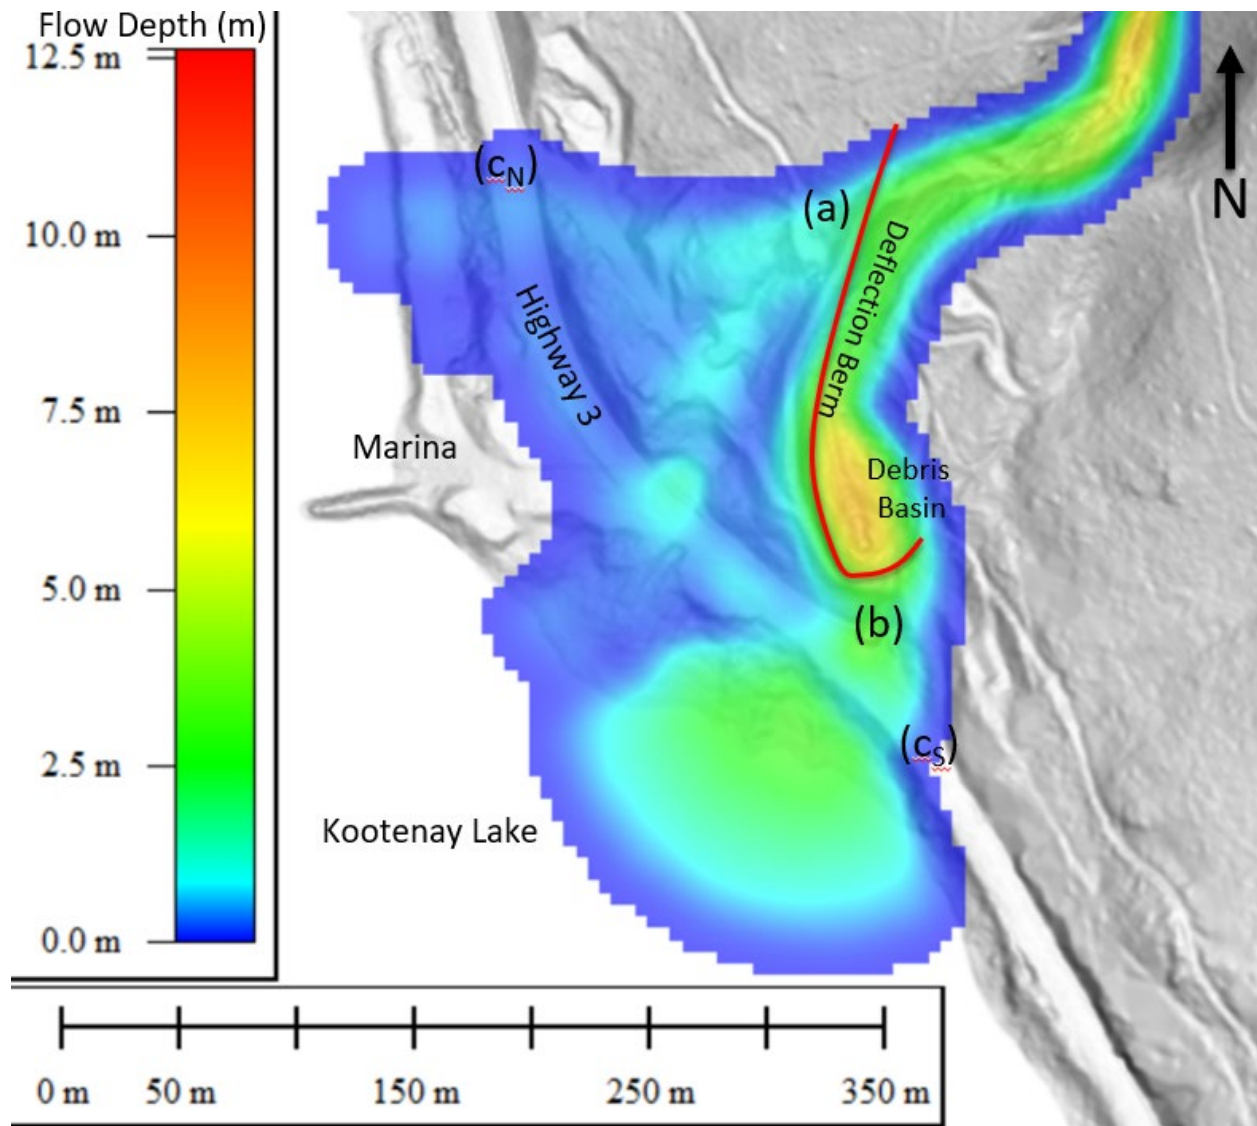 Flow Depth (m)
12.5 m
10.0 m
7.5 m
5.0 m
2.5 m
0.0 m
(cN)
(a)
N
Deflection Berm
Highway 3
Marina
Debris
Basin
(b)
(cS)
Kootenay Lake
0 m 50 m 150 m 250 m 350 m